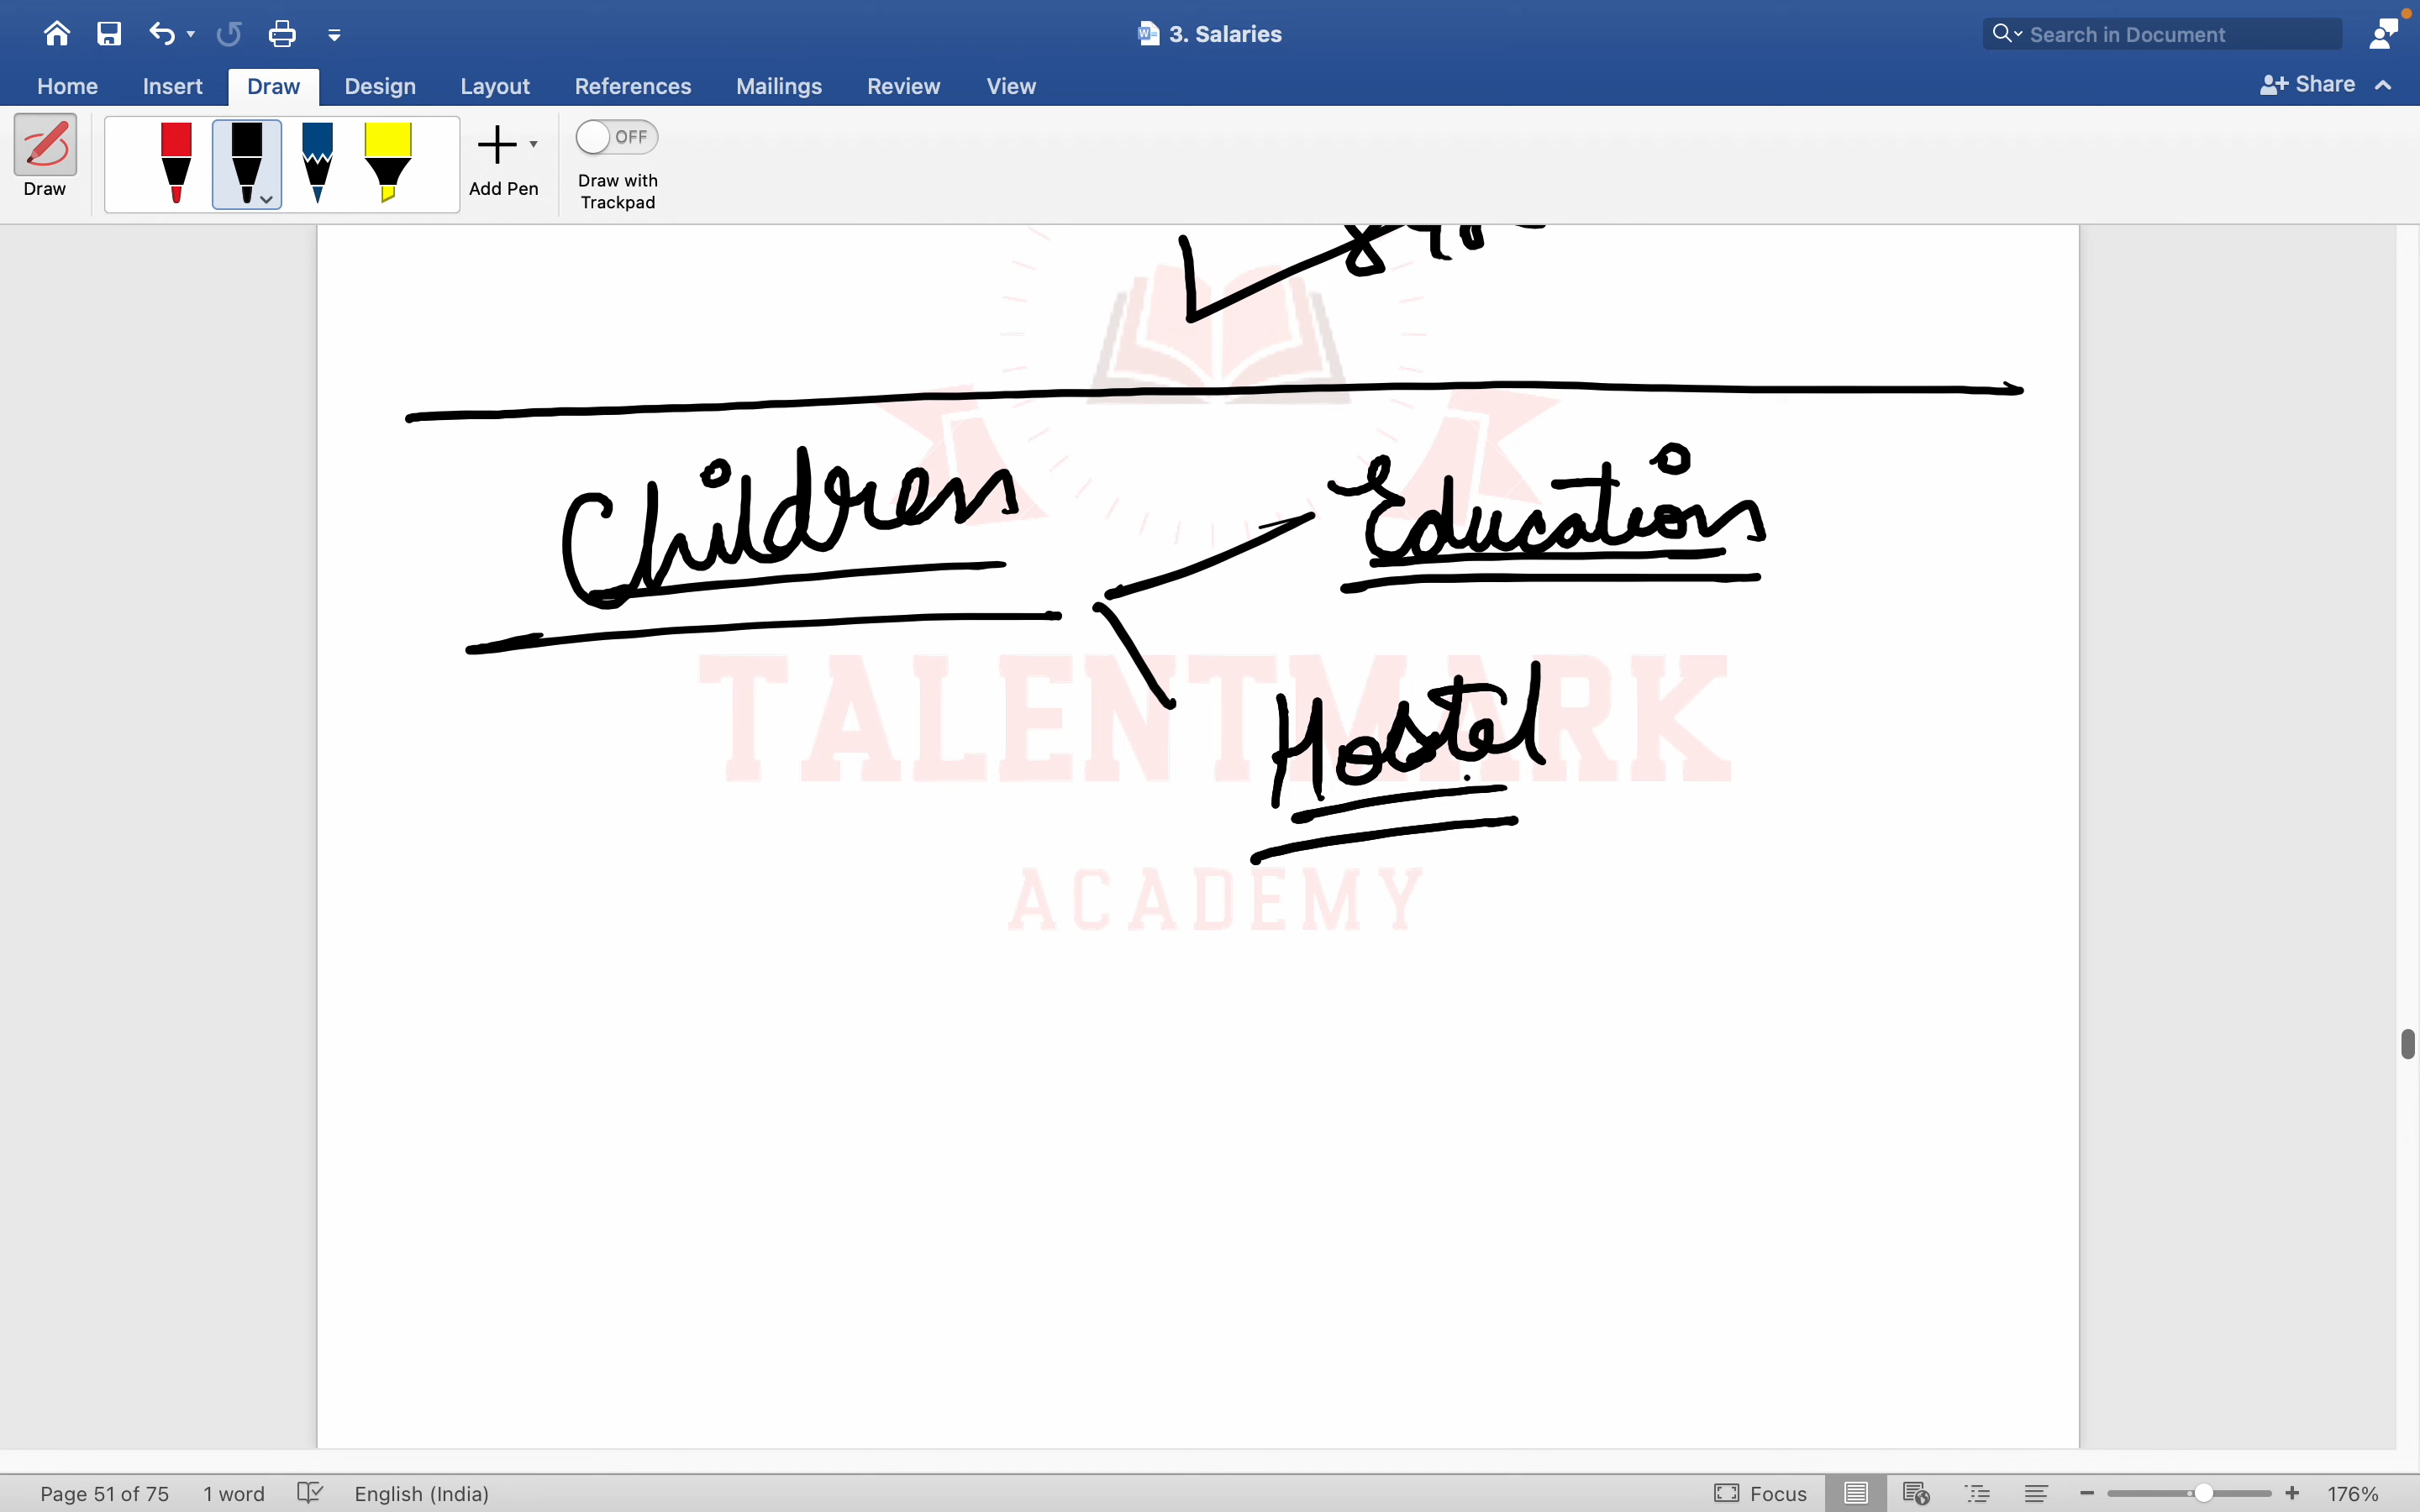 3. Salaries
Search in Document
Home Insert Draw Design Layout References Mailings Review View
Share
Draw
Add Pen
OFF
Draw with
Trackpad
Children
Education
Hostel
TALENTMARK
ACADEMY
Page 51 of 75 1 word English (India)
Focus
176%